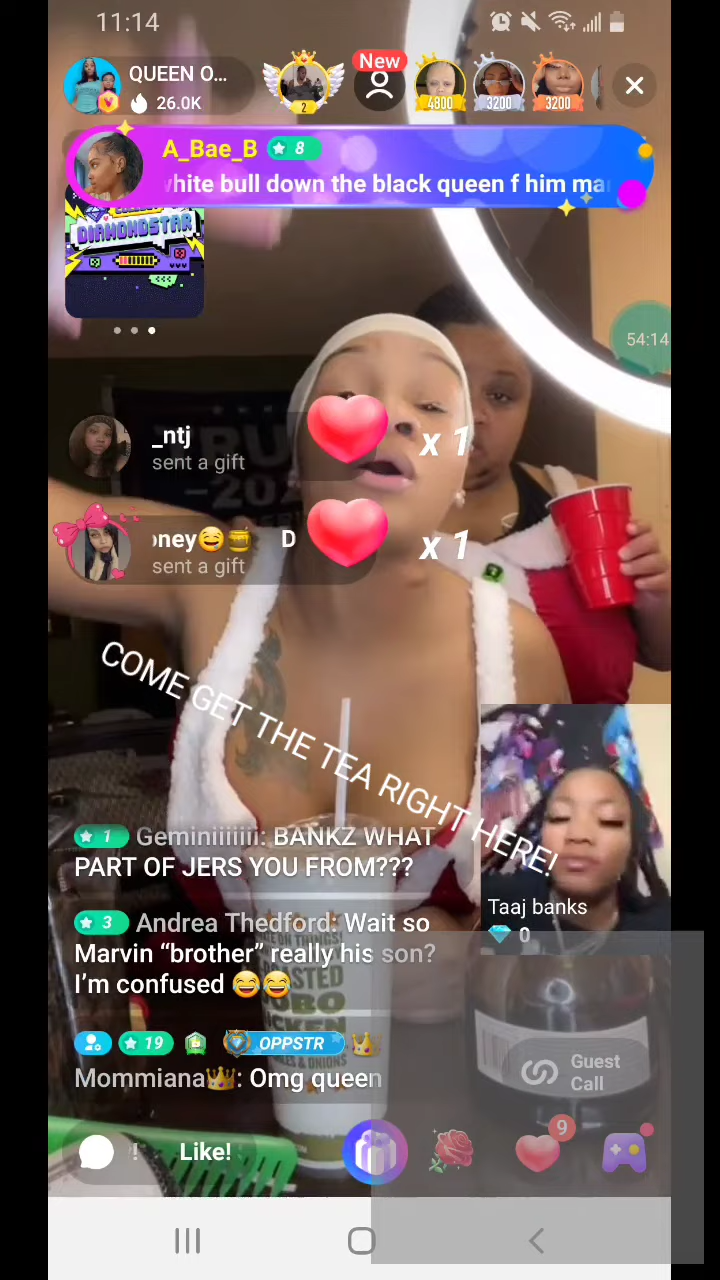 11:14
QUEEN O...
26.0K
2
New
4800
3200
3200
A_Bae_B
8
hite bull down the black queen f him ma
DIAMONDSTAR
54:14
_ntj
sent a gift
x 1
oney😄🍯 D
sent a gift
x 1
COME GET THE TEA RIGHT HERE!
1 Geminiiiiiii: BANKZ WHAT
PART OF JERS YOU FROM???
3 Andrea Thedford: Wait so
Marvin “brother” really his son?
I’m confused 😂😂
19 OPPSTR
Mommiana👑: Omg queen
Taaj banks
0
Guest
Call
! Like!
9